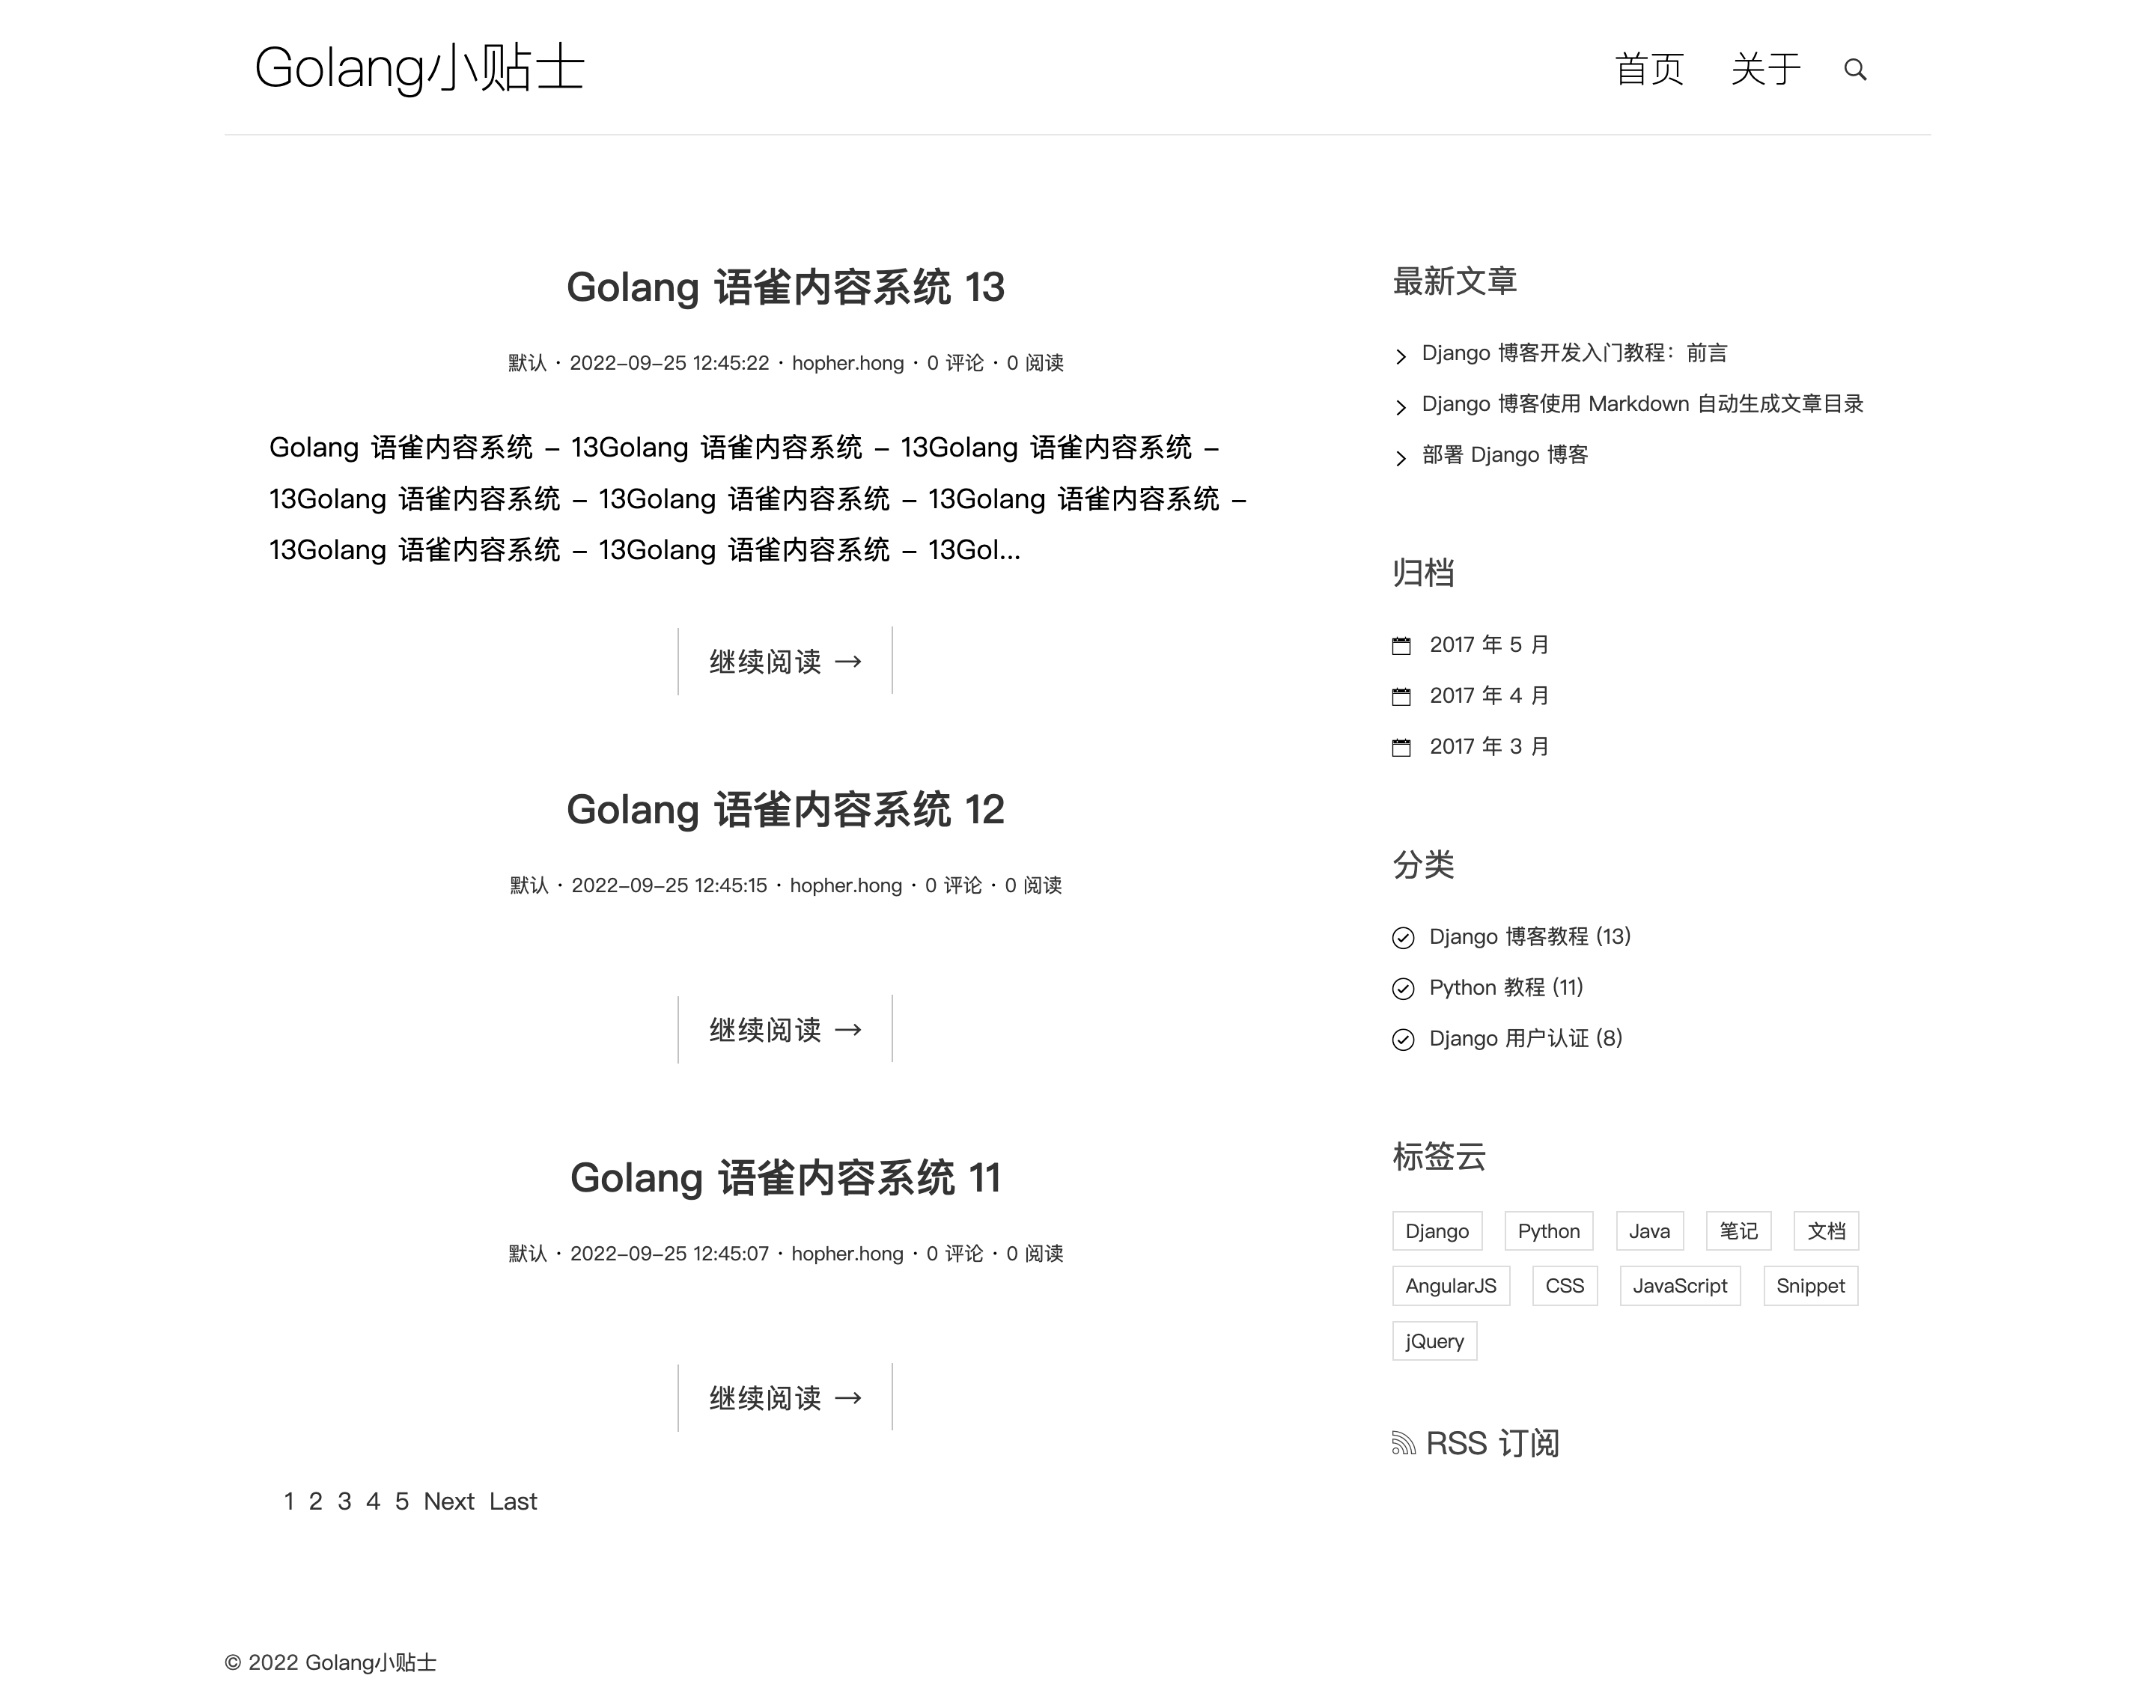 Golang小贴士
首页 关于
Golang 语雀内容系统 13
默认 · 2022-09-25 12:45:22 · hopher.hong · 0 评论 · 0 阅读
Golang 语雀内容系统 - 13Golang 语雀内容系统 - 13Golang 语雀内容系统 -
13Golang 语雀内容系统 - 13Golang 语雀内容系统 - 13Golang 语雀内容系统 -
13Golang 语雀内容系统 - 13Golang 语雀内容系统 - 13Gol...
继续阅读 →
Golang 语雀内容系统 12
默认 · 2022-09-25 12:45:15 · hopher.hong · 0 评论 · 0 阅读
继续阅读 →
Golang 语雀内容系统 11
默认 · 2022-09-25 12:45:07 · hopher.hong · 0 评论 · 0 阅读
继续阅读 →
1 2 3 4 5 Next Last
最新文章
Django 博客开发入门教程：前言
Django 博客使用 Markdown 自动生成文章目录
部署 Django 博客
归档
2017 年 5 月
2017 年 4 月
2017 年 3 月
分类
Django 博客教程 (13)
Python 教程 (11)
Django 用户认证 (8)
标签云
Django Python Java 笔记 文档
AngularJS CSS JavaScript Snippet
jQuery
RSS 订阅
© 2022 Golang小贴士